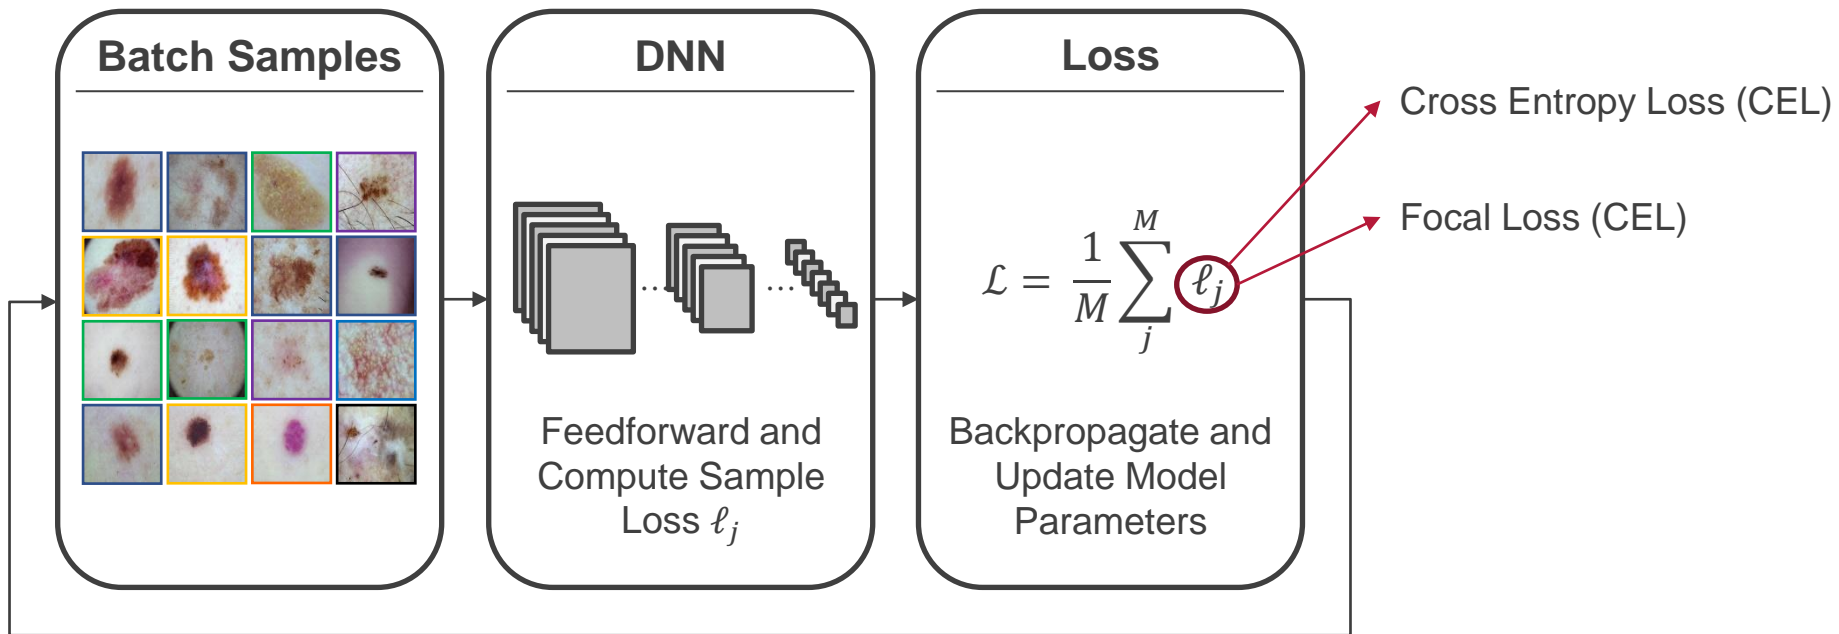 Batch Samples
DNN
Feedforward and
Compute Sample
Loss ℓj
Loss
ℒ = 1/M ∑_j^M ℓj
Backpropagate and
Update Model
Parameters
Cross Entropy Loss (CEL)
Focal Loss (CEL)
... ...